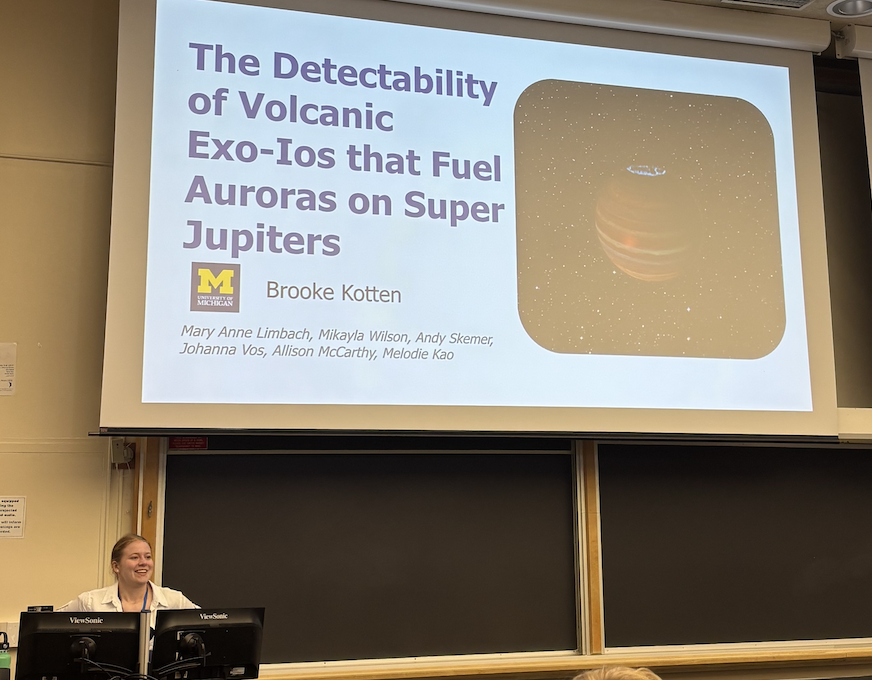 The Detectability
of Volcanic
Exo-Ios that Fuel
Auroras on Super
Jupiters
M
UNIVERSITY OF
MICHIGAN
Brooke Kotten
Mary Anne Limbach, Mikayla Wilson, Andy Skemer,
Johanna Vos, Allison McCarthy, Melodie Kao
ViewSonic
ViewSonic